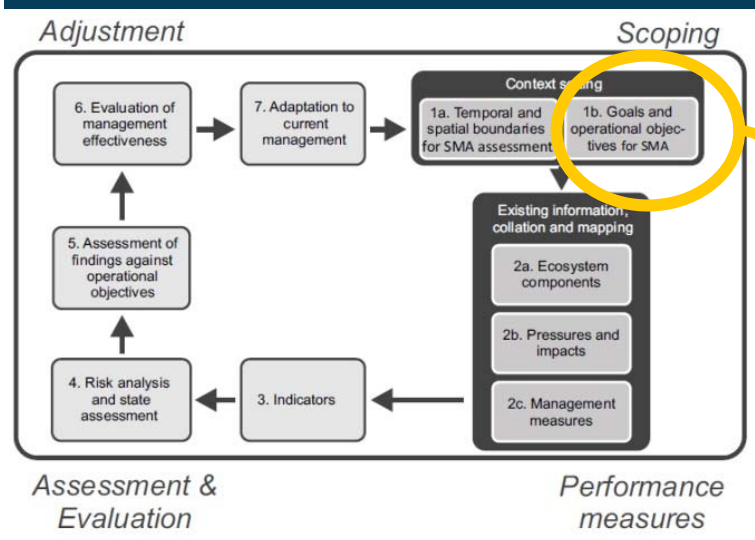 Adjustment
Scoping
6. Evaluation of
management
effectiveness
7. Adaptation to
current
management
Context setting
1a. Temporal and
spatial boundaries
for SMA assessment
1b. Goals and
operational objec-
tives for SMA
Existing information,
collation and mapping
2a. Ecosystem
components
2b. Pressures and
impacts
2c. Management
measures
5. Assessment of
findings against
operational
objectives
4. Risk analysis
and state
assessment
3. Indicators
Assessment &
Evaluation
Performance
measures